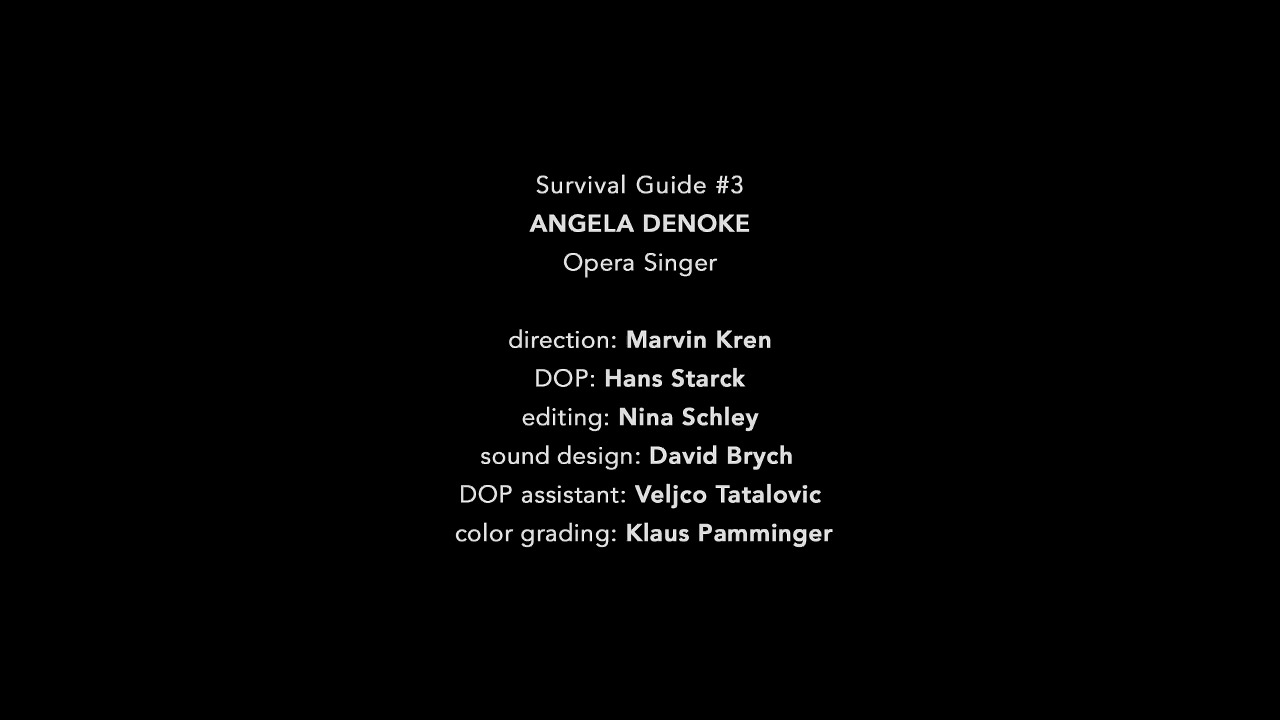 Survival Guide #3
ANGELA DENOKE
Opera Singer
direction: Marvin Kren
DOP: Hans Starck
editing: Nina Schley
sound design: David Brych
DOP assistant: Veljco Tatalovic
color grading: Klaus Pamminger